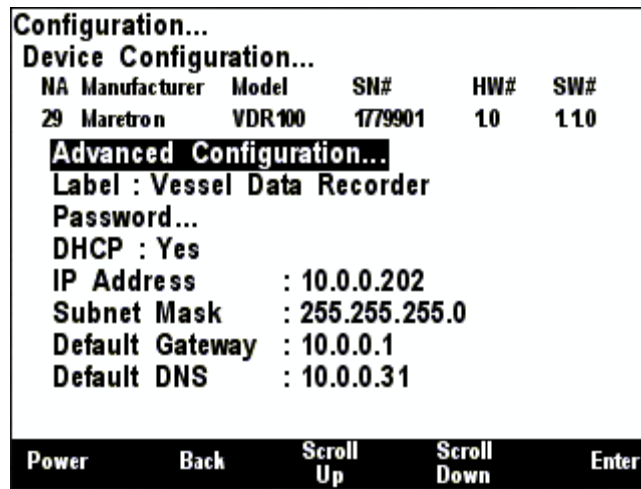 Configuration...
Device Configuration...
NA Manufacturer Model SN# HW# SW#
29 Maretron VDR100 1779901 1.0 1.1.0
Advanced Configuration...
Label : Vessel Data Recorder
Password...
DHCP : Yes
IP Address : 10.0.0.202
Subnet Mask : 255.255.255.0
Default Gateway : 10.0.0.1
Default DNS : 10.0.0.31
Power Back Scroll Up Scroll Down Enter